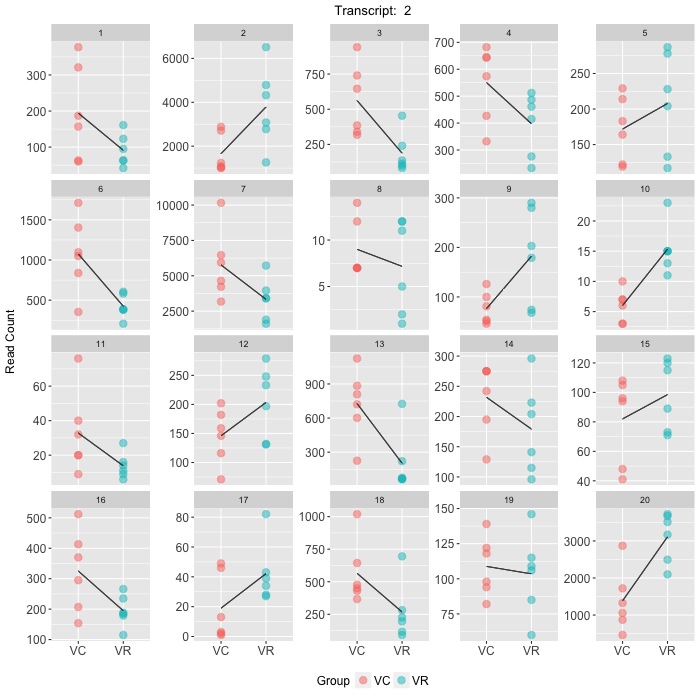 Transcript: 2
1 2 3 4 5
300 200 100
6000 4000 2000
750 500 250
700 600 500 400 300
250 200 150
6 7 8 9 10
1500 1000 500
10000 7500 5000 2500
10 5
300 200 100
20 15 10 5
Read Count
11 12 13 14 15
60 40 20
250 200 150 100
900 600 300
300 250 200 150 100
120 100 80 60 40
16 17 18 19 20
500 400 300 200 100
80 60 40 20 0
1000 750 500 250
150 125 100 75
3000 2000 1000
VC VR VC VR VC VR VC VR VC VR
Group VC VR